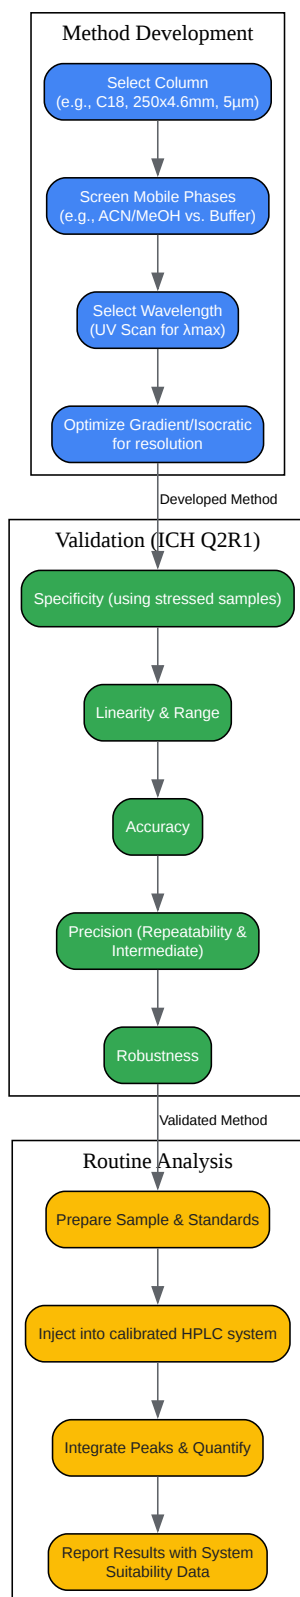 Method Development
Select Column
(e.g., C18, 250x4.6mm, 5µm)
Screen Mobile Phases
(e.g., ACN/MeOH vs. Buffer)
Select Wavelength
(UV Scan for λmax)
Optimize Gradient/Isocratic
for resolution
Developed Method
Validation (ICH Q2R1)
Specificity (using stressed samples)
Linearity & Range
Accuracy
Precision (Repeatability &
Intermediate)
Robustness
Validated Method
Routine Analysis
Prepare Sample & Standards
Inject into calibrated HPLC system
Integrate Peaks & Quantify
Report Results with System
Suitability Data